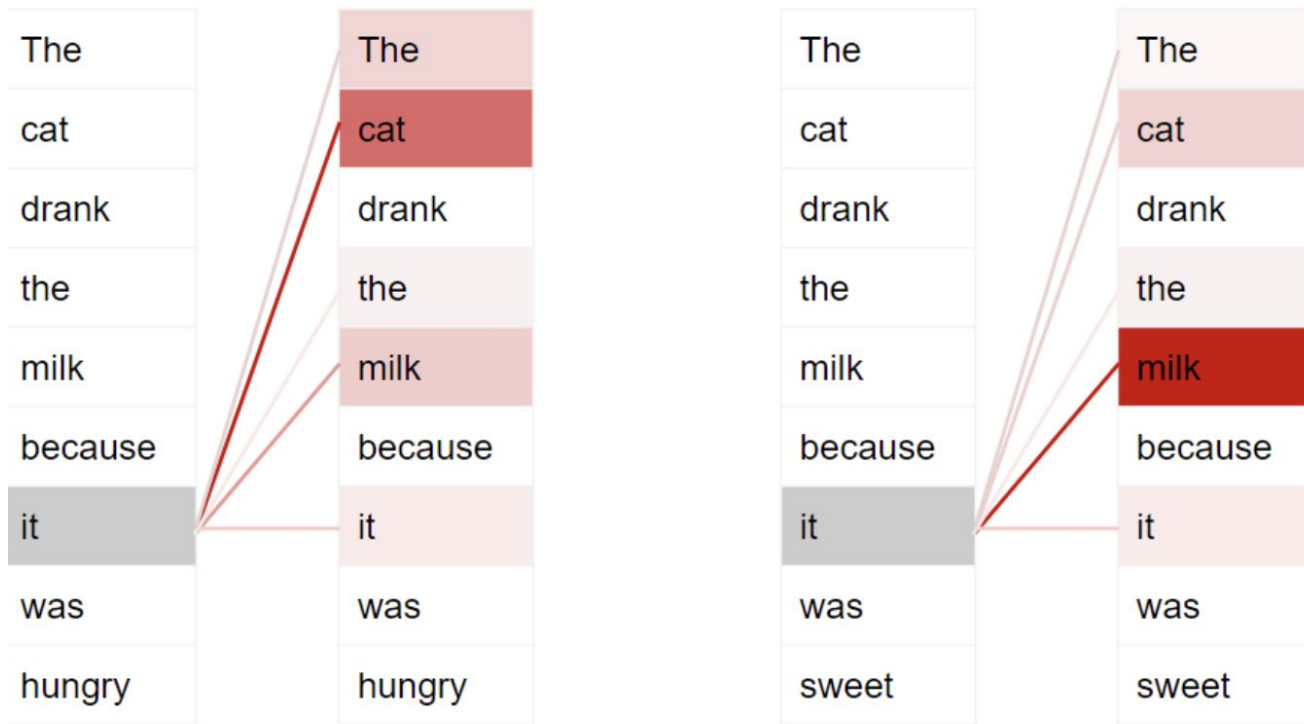 The The The The
cat cat cat cat
drank drank drank drank
the the the the
milk milk milk milk
because because because because
it it it it
was was was was
hungry hungry sweet sweet